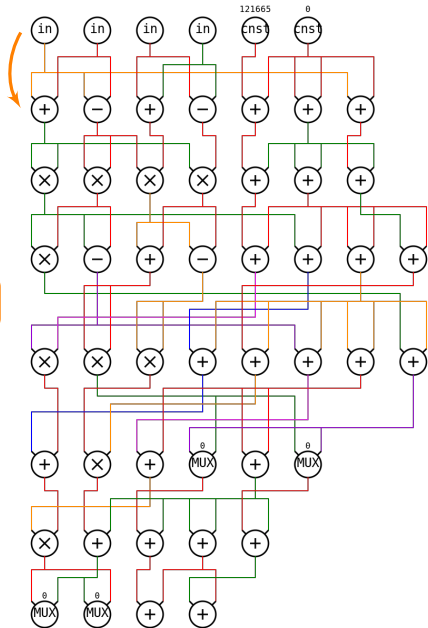 121665 0
in in in in cnst cnst
+ − + − + + +
× × × × + + +
× − + − + + + +
× × × + + + + +
0 0
+ × + MUX + MUX
× + + + +
0 0
MUX MUX + +